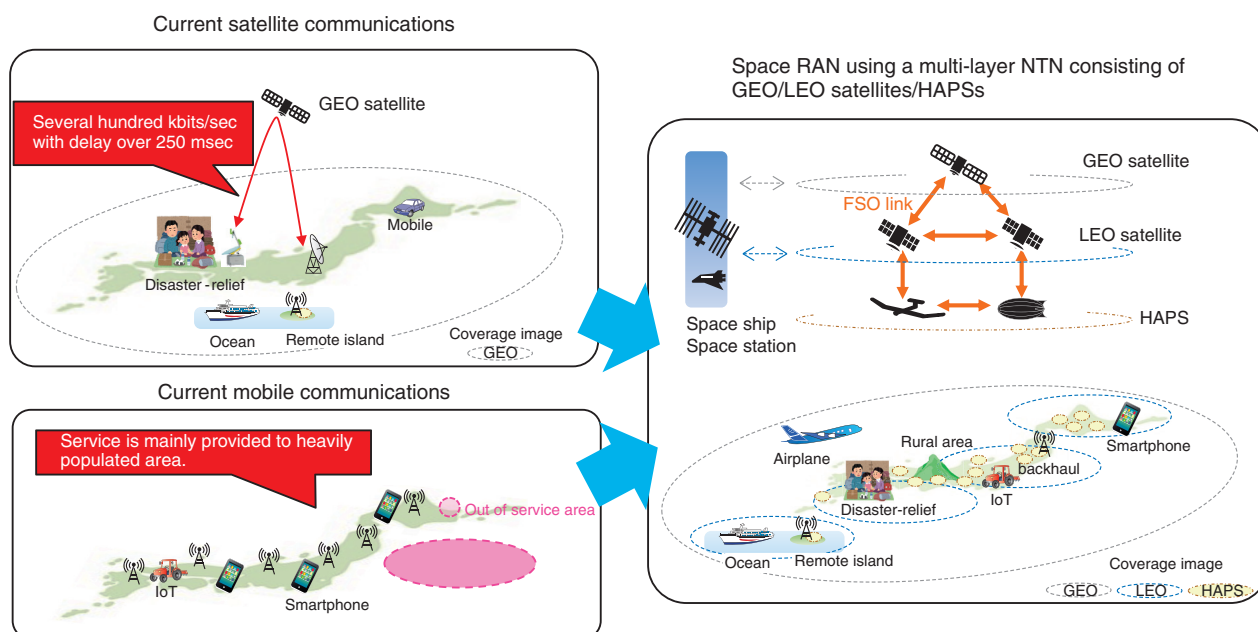 Current satellite communications
GEO satellite
Several hundred kbits/sec
with delay over 250 msec
Mobile
Disaster-relief
Ocean
Remote island
Coverage image
GEO
Current mobile communications
Service is mainly provided to heavily
populated area.
Out of service area
IoT
Smartphone
Space RAN using a multi-layer NTN consisting of
GEO/LEO satellites/HAPSs
GEO satellite
FSO link
LEO satellite
HAPS
Space ship
Space station
Airplane
Rural area
Smartphone
backhaul
IoT
Disaster-relief
Ocean
Remote island
Coverage image
GEO
LEO
HAPS